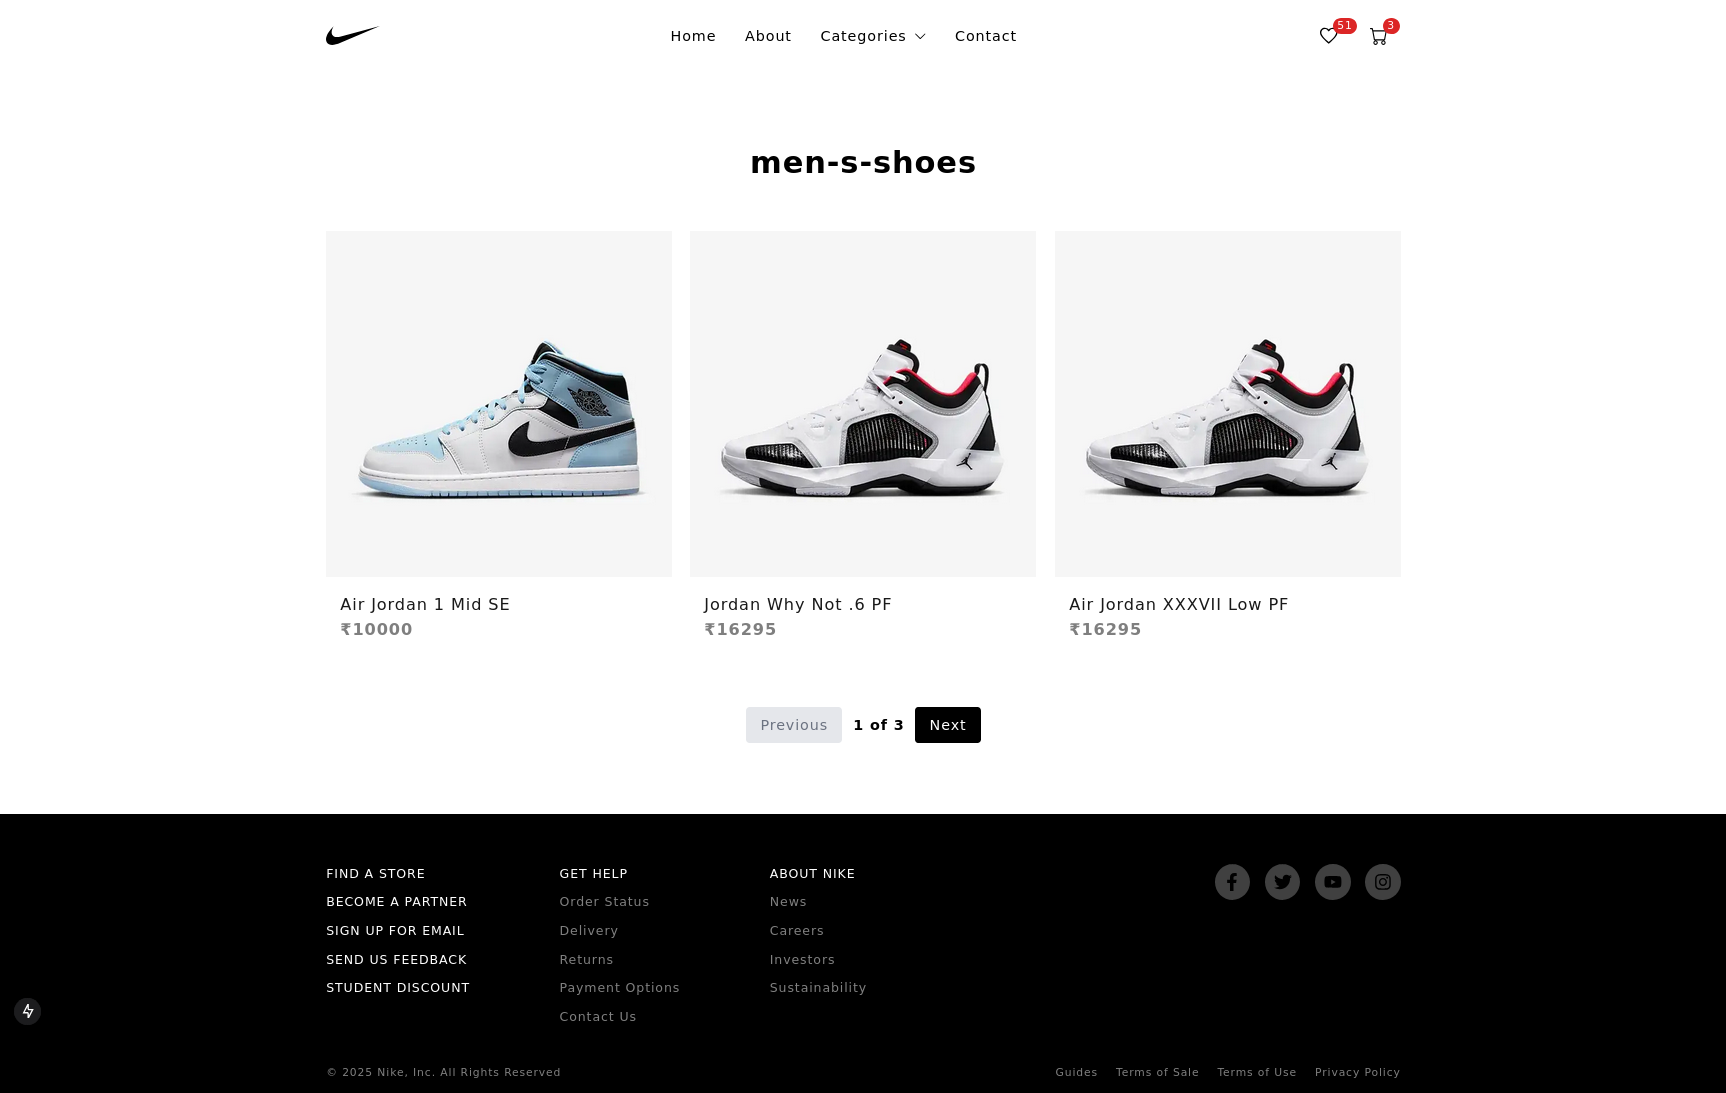 Home About Categories Contact 51 3
men-s-shoes
Air Jordan 1 Mid SE
₹10000
Jordan Why Not .6 PF
₹16295
Air Jordan XXXVII Low PF
₹16295
Previous 1 of 3 Next
FIND A STORE
BECOME A PARTNER
SIGN UP FOR EMAIL
SEND US FEEDBACK
STUDENT DISCOUNT
GET HELP
Order Status
Delivery
Returns
Payment Options
Contact Us
ABOUT NIKE
News
Careers
Investors
Sustainability
© 2025 Nike, Inc. All Rights Reserved
Guides Terms of Sale Terms of Use Privacy Policy